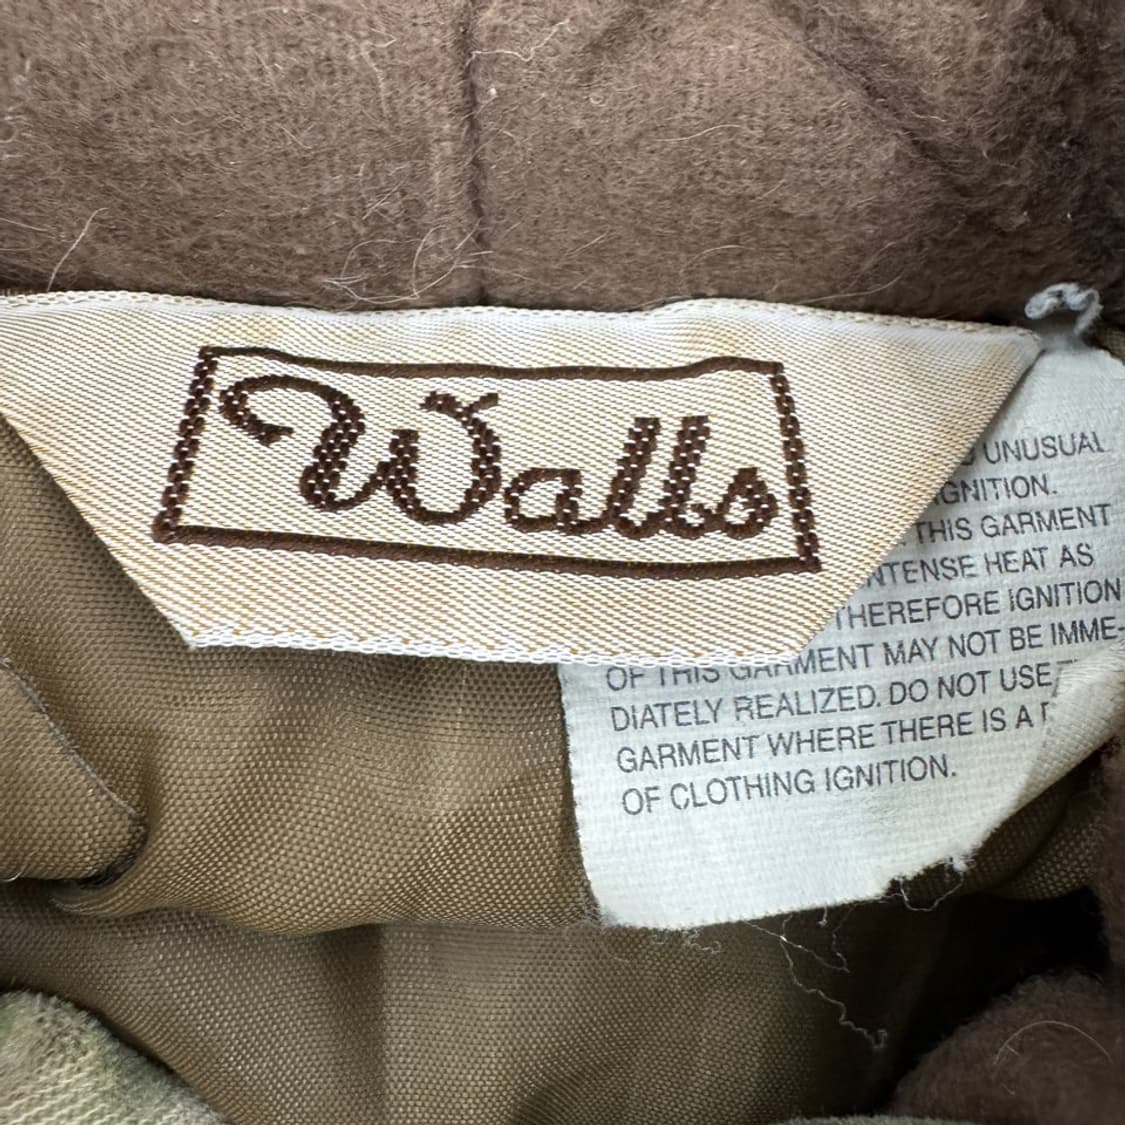 Walls
UNUSUAL
IGNITION.
THIS GARMENT
INTENSE HEAT AS
THEREFORE IGNITION
OF THIS GARMENT MAY NOT BE IMME-
DIATELY REALIZED. DO NOT USE
GARMENT WHERE THERE IS A
OF CLOTHING IGNITION.